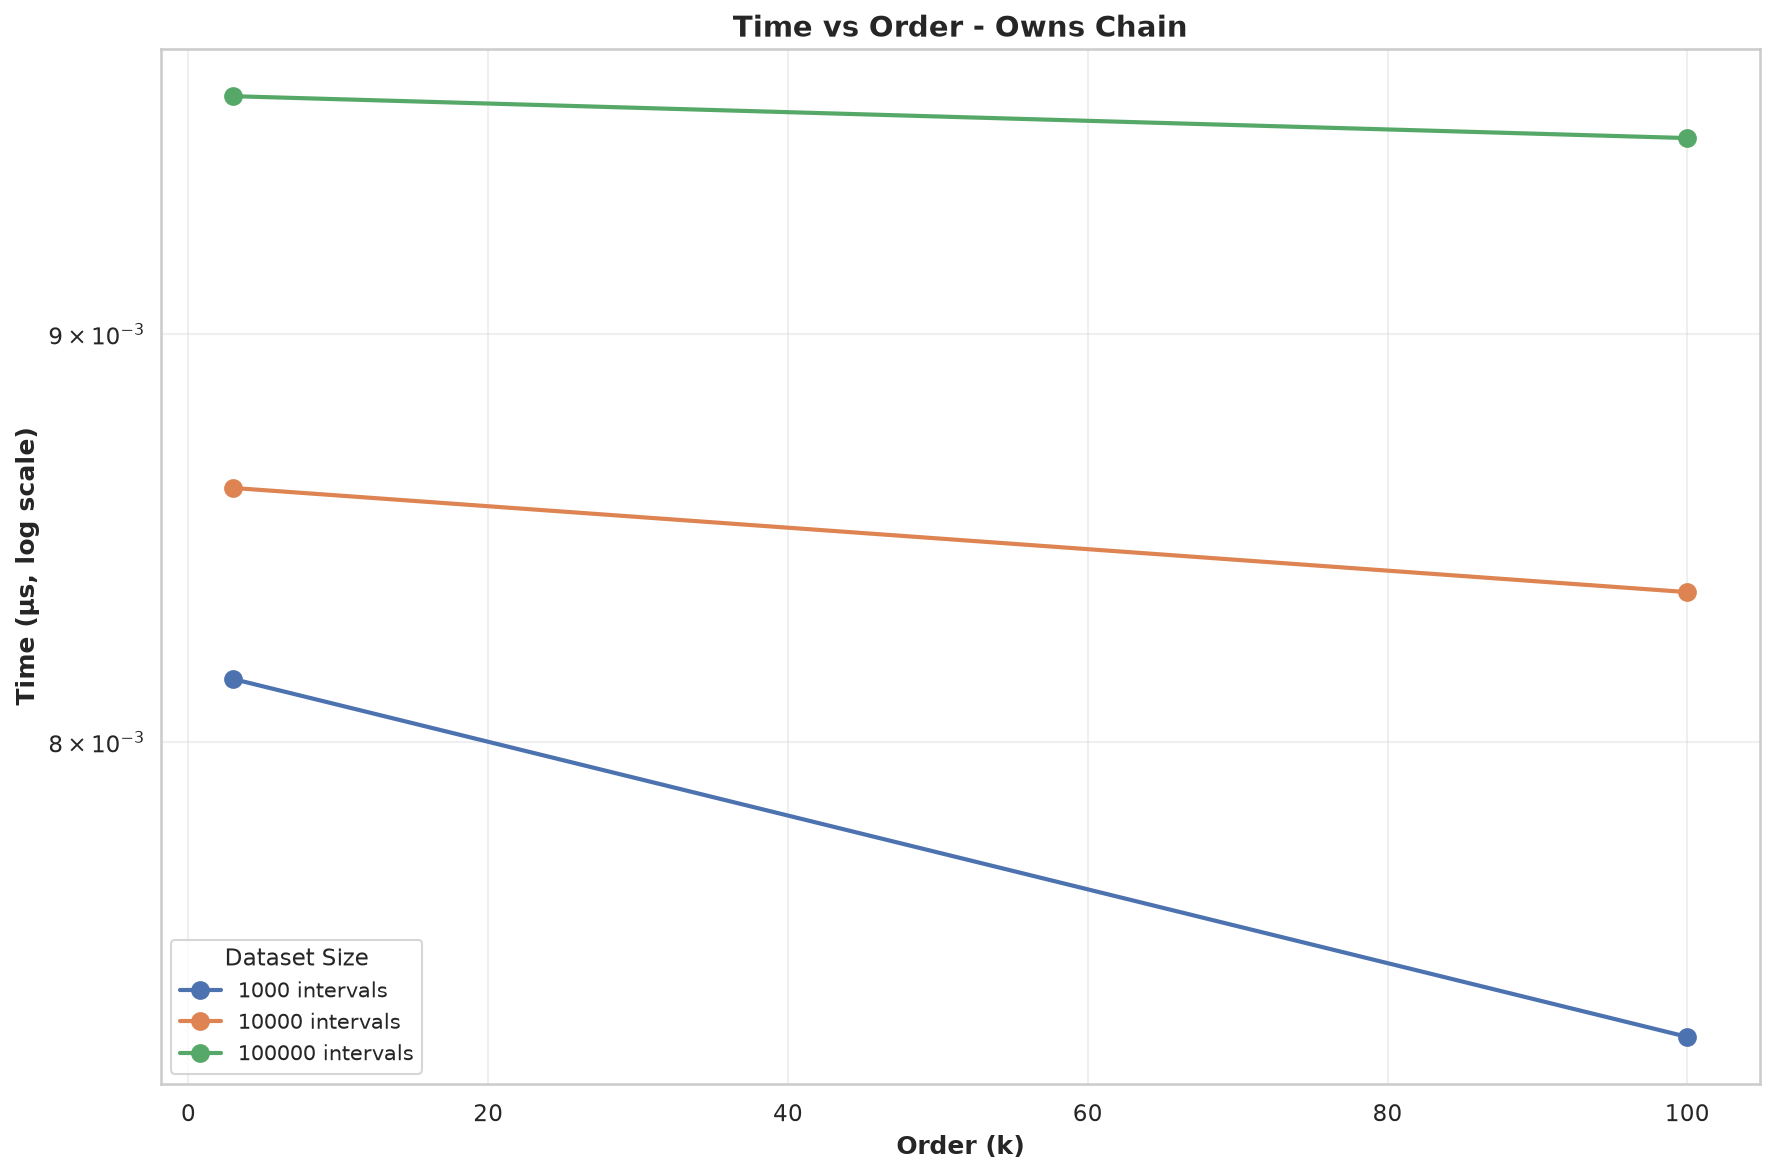 Time vs Order - Owns Chain
Time (µs, log scale)
9 × 10⁻³
8 × 10⁻³
Dataset Size
1000 intervals
10000 intervals
100000 intervals
0 20 40 60 80 100
Order (k)